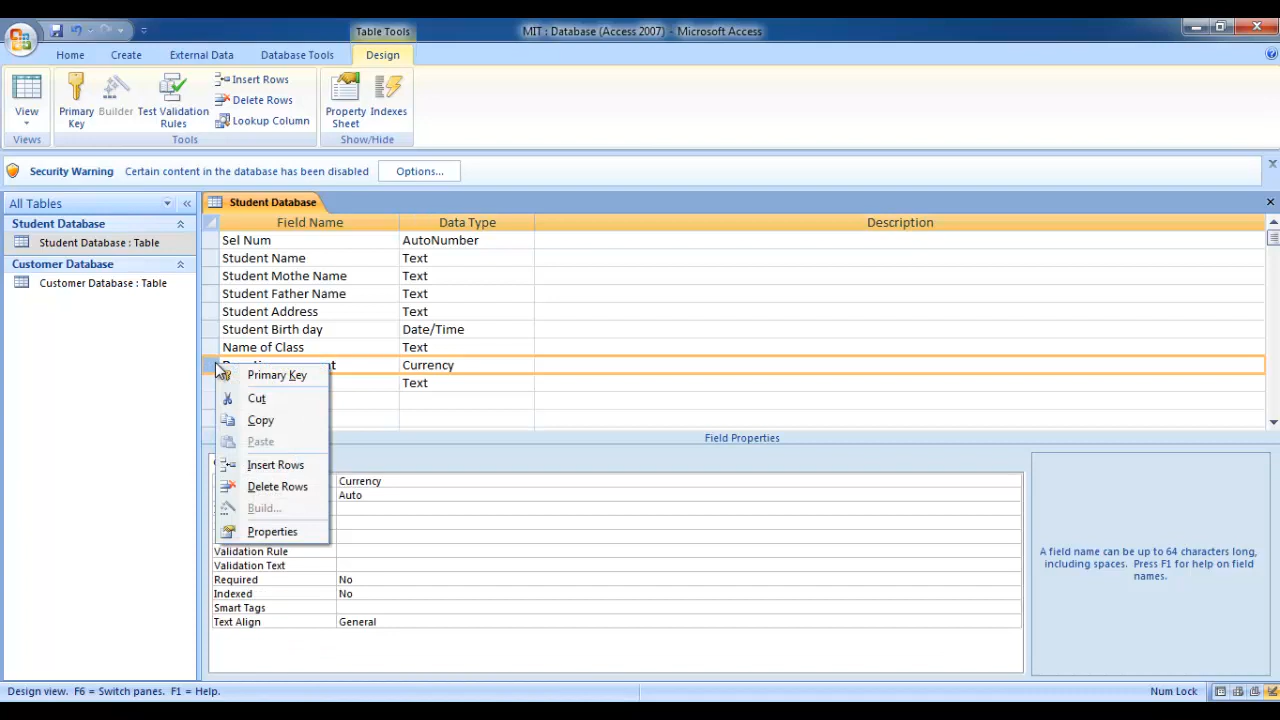 Table Tools
MIT : Database (Access 2007) - Microsoft Access
Home
Create
External Data
Database Tools
Design
View
Primary Key
Builder
Test Validation Rules
Insert Rows
Delete Rows
Lookup Column
Property Sheet
Indexes
Views
Tools
Show/Hide
Security Warning
Certain content in the database has been disabled
Options...
All Tables
Student Database
Student Database : Table
Customer Database
Customer Database : Table
Student Database
Field Name
Data Type
Description
Sel Num
AutoNumber
Student Name
Text
Student Mothe Name
Text
Student Father Name
Text
Student Address
Text
Student Birth day
Date/Time
Name of Class
Text
Currency
Text
Primary Key
Cut
Copy
Paste
Insert Rows
Delete Rows
Build...
Properties
Field Properties
Currency
Auto
Validation Rule
Validation Text
Required
No
Indexed
No
Smart Tags
Text Align
General
A field name can be up to 64 characters long,
including spaces. Press F1 for help on field
names.
Design view. F6 = Switch panes. F1 = Help.
Num Lock